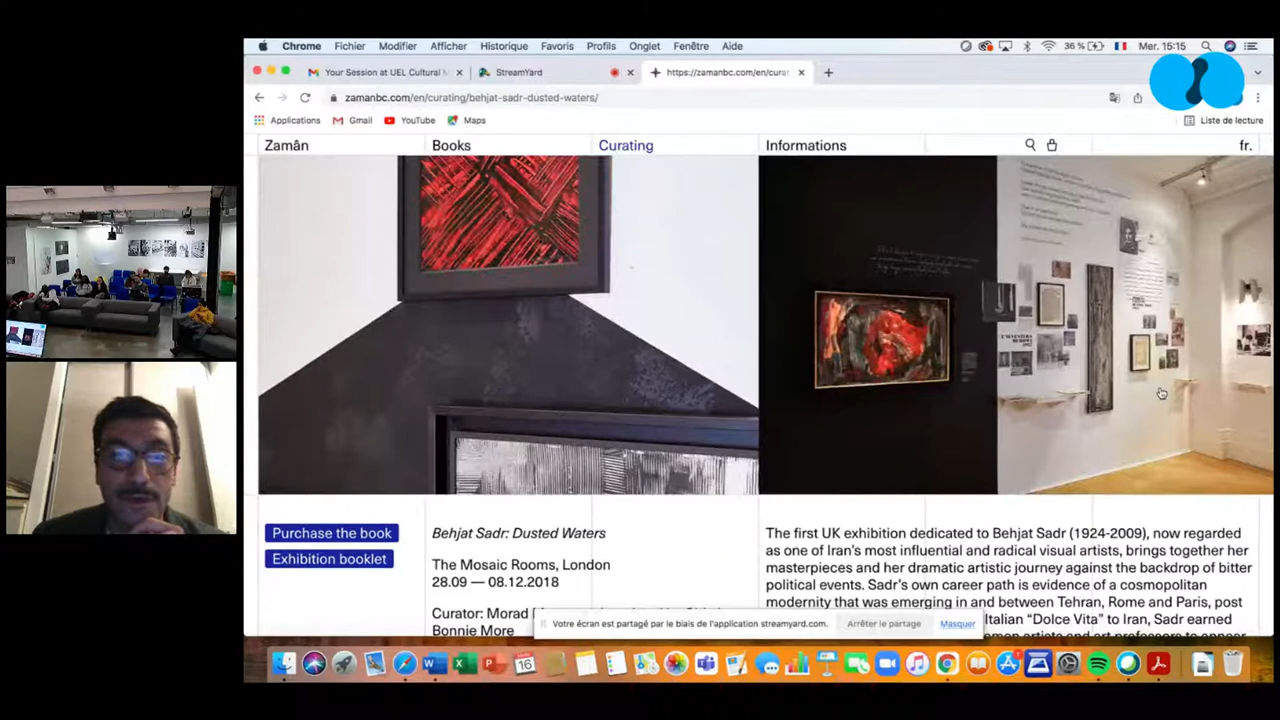 Chrome Fichier Modifier Afficher Historique Favoris Profils Onglet Fenêtre Aide 36 % Mer. 15:15
Your Session at UEL Cultural StreamYard https://zamanbc.com/en/curat
zamanbc.com/en/curating/behjat-sadr-dusted-waters/
Applications Gmail YouTube Maps Liste de lecture
Zamân Books Curating Informations fr.
Purchase the book
Exhibition booklet
Behjat Sadr: Dusted Waters
The Mosaic Rooms, London
28.09 — 08.12.2018
Curator: Morad
Bonnie More
The first UK exhibition dedicated to Behjat Sadr (1924-2009), now regarded
as one of Iran's most influential and radical visual artists, brings together her
masterpieces and her dramatic artistic journey against the backdrop of bitter
political events. Sadr's own career path is evidence of a cosmopolitan
modernity that was emerging in and between Tehran, Rome and Paris, post
Italian “Dolce Vita” to Iran, Sadr earned
Votre écran est partagé par le biais de l'application streamyard.com. Arrêter le partage Masquer
16